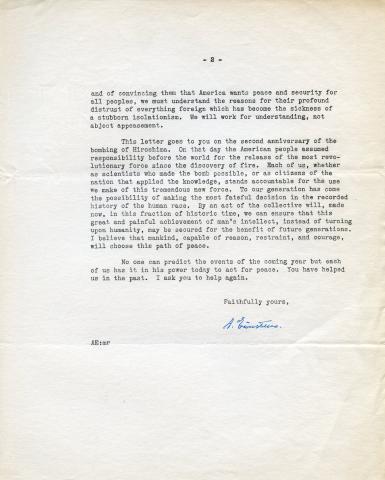 - 2 -
and of convincing them that America wants peace and security for
all peoples, we must understand the reasons for their profound
distrust of everything foreign which has become the sickness of
a stubborn isolationism. We will work for understanding, not
abject appeasement.
This letter goes to you on the second anniversary of the
bombing of Hiroshima. On that day the American people assumed
responsibility before the world for the release of the most revo-
lutionary force since the discovery of fire. Each of us, whether
as scientists who made the bomb possible, or as citizens of the
nation that applied the knowledge, stands accountable for the use
we make of this tremendous new force. To our generation has come
the possibility of making the most fateful decision in the recorded
history of the human race. By an act of the collective will, made
now, in this fraction of historic time, we can ensure that this
great and painful achievement of man's intellect, instead of turning
upon humanity, may be secured for the benefit of future generations.
I believe that mankind, capable of reason, restraint, and courage,
will choose this path of peace.
No one can predict the events of the coming year but each
of us has it in his power today to act for peace. You have helped
us in the past. I ask you to help again.
Faithfully yours,
A. Einstein.
AE:mr